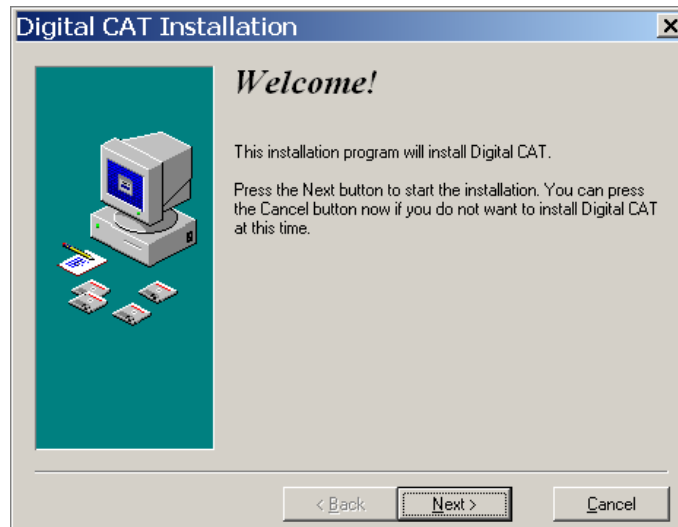 Digital CAT Installation
Welcome!
This installation program will install Digital CAT.
Press the Next button to start the installation. You can press
the Cancel button now if you do not want to install Digital CAT
at this time.
< Back Next > Cancel